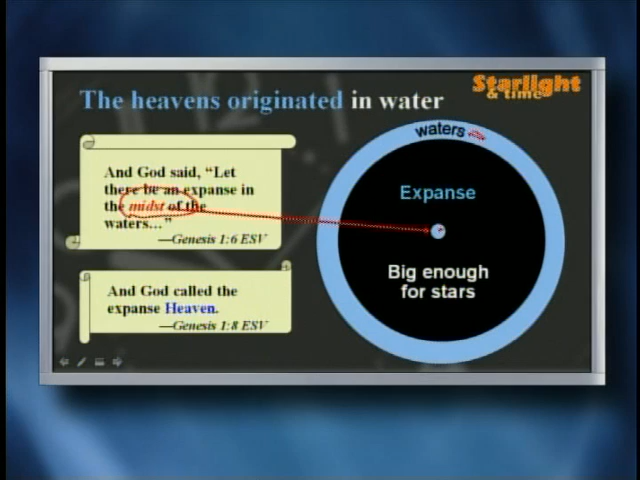 Starlight
& time
The heavens originated in water
And God said, “Let
there be an expanse in
the midst of the
waters…”
—Genesis 1:6 ESV
And God called the
expanse Heaven.
—Genesis 1:8 ESV
waters
Expanse
Big enough
for stars